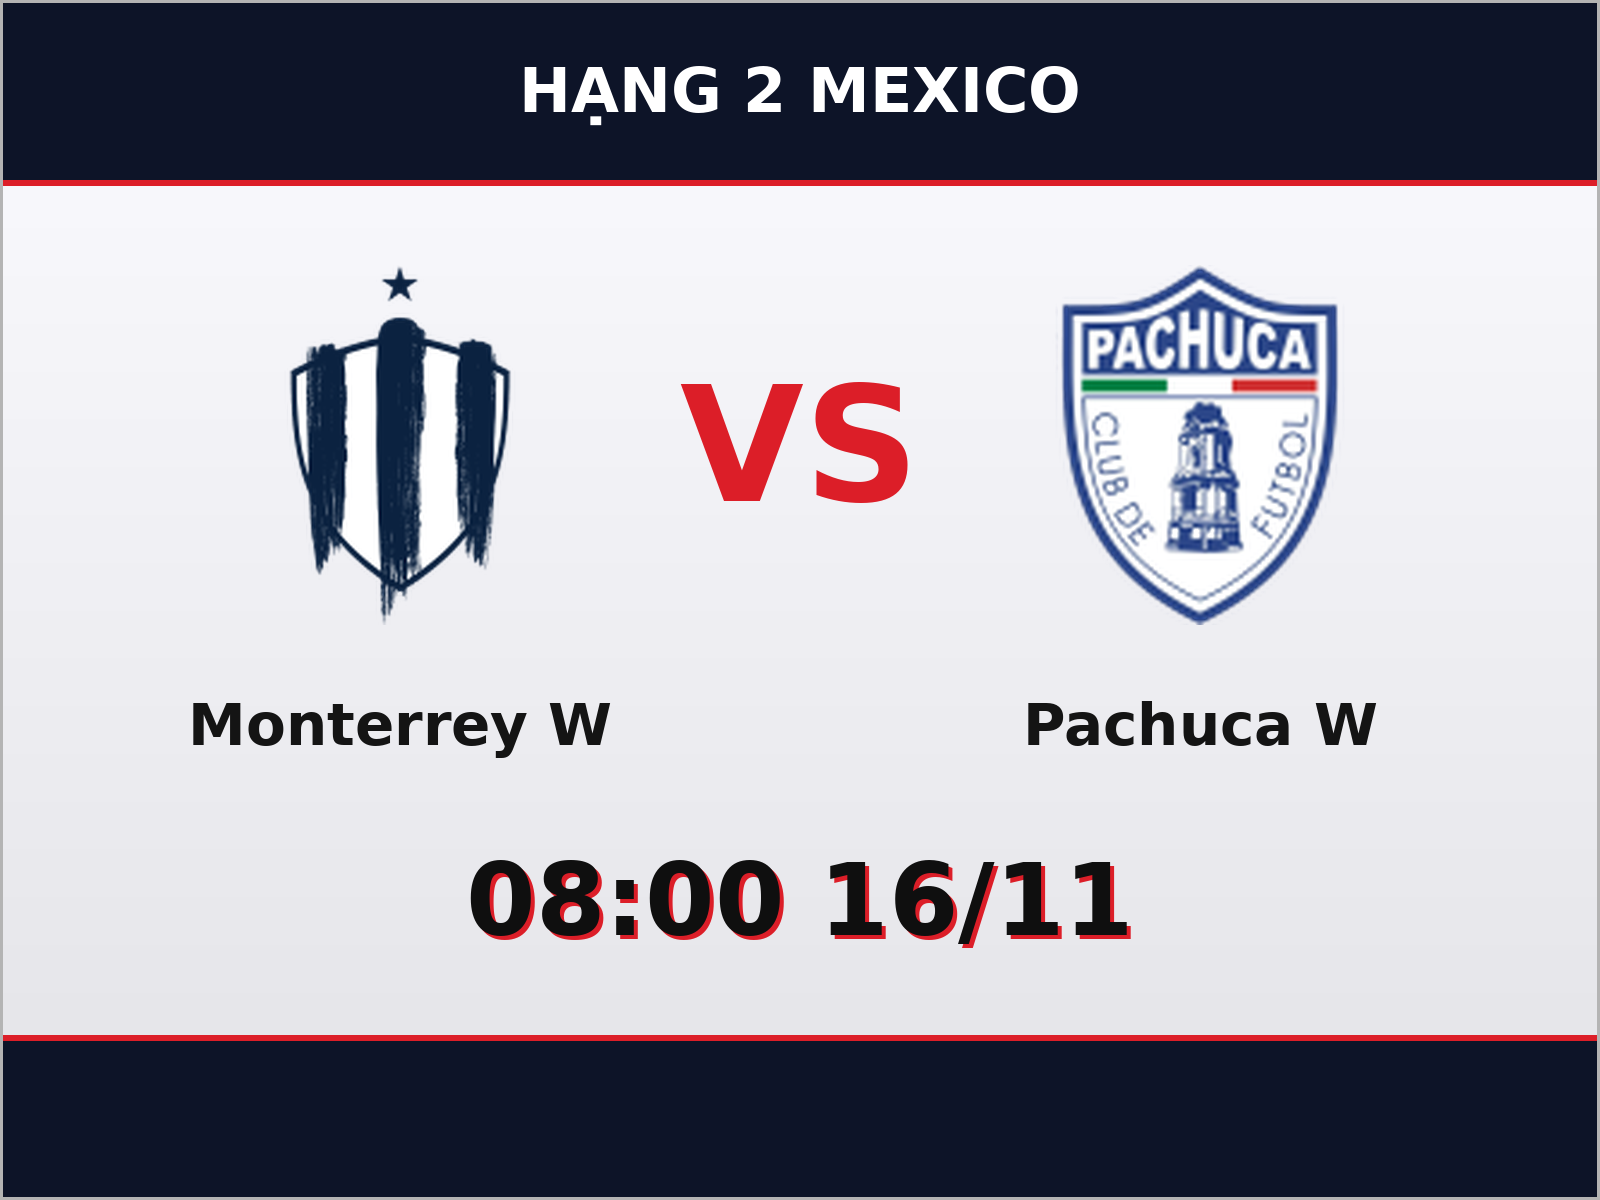 HẠNG 2 MEXICO
VS
PACHUCA
CLUB DE FUTBOL
Monterrey W
Pachuca W
08:00 16/11